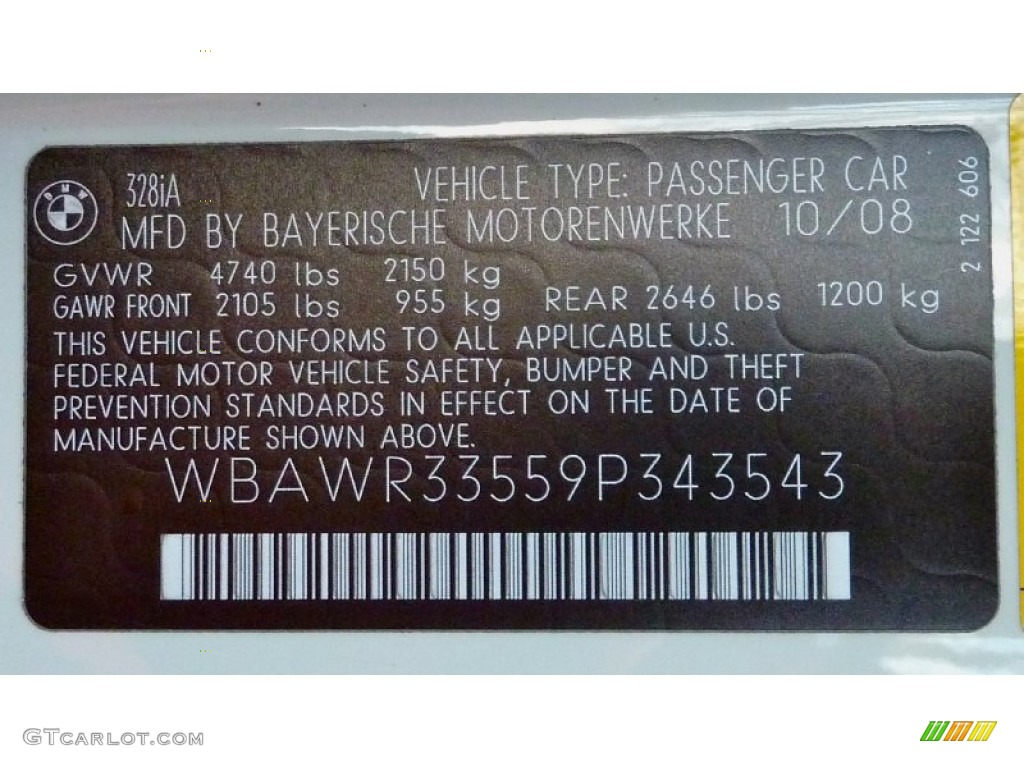 BMW
328iA VEHICLE TYPE: PASSENGER CAR
MFD BY BAYERISCHE MOTORENWERKE 10/08
2 122 606
GVWR 4740 lbs 2150 kg
GAWR FRONT 2105 lbs 955 kg REAR 2646 lbs 1200 kg
THIS VEHICLE CONFORMS TO ALL APPLICABLE U.S.
FEDERAL MOTOR VEHICLE SAFETY, BUMPER AND THEFT
PREVENTION STANDARDS IN EFFECT ON THE DATE OF
MANUFACTURE SHOWN ABOVE.
WBAWR33559P343543
GTCARLOT.COM